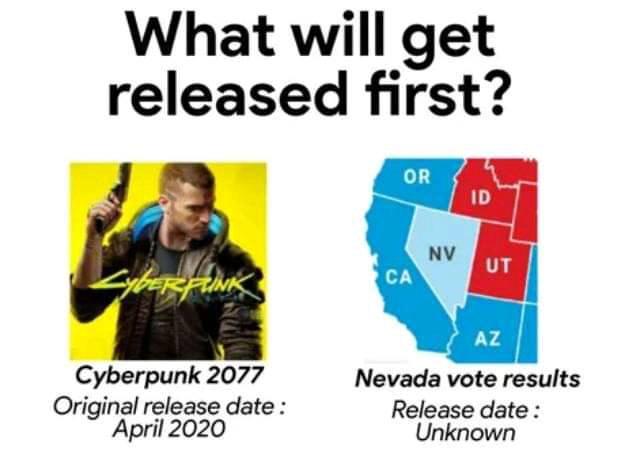 What will get
released first?
CYBERPUNK
OR
ID
NV
UT
CA
AZ
Cyberpunk 2077
Original release date :
April 2020
Nevada vote results
Release date :
Unknown